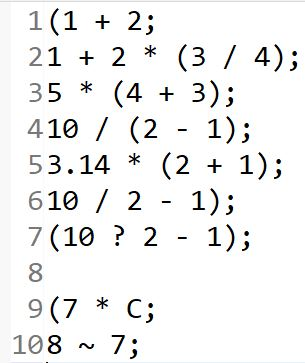 1(1 + 2;
21 + 2 * (3 / 4);
35 * (4 + 3);
410 / (2 - 1);
53.14 * (2 + 1);
610 / 2 - 1);
7(10 ? 2 - 1);
8
9(7 * C;
108 ~ 7;